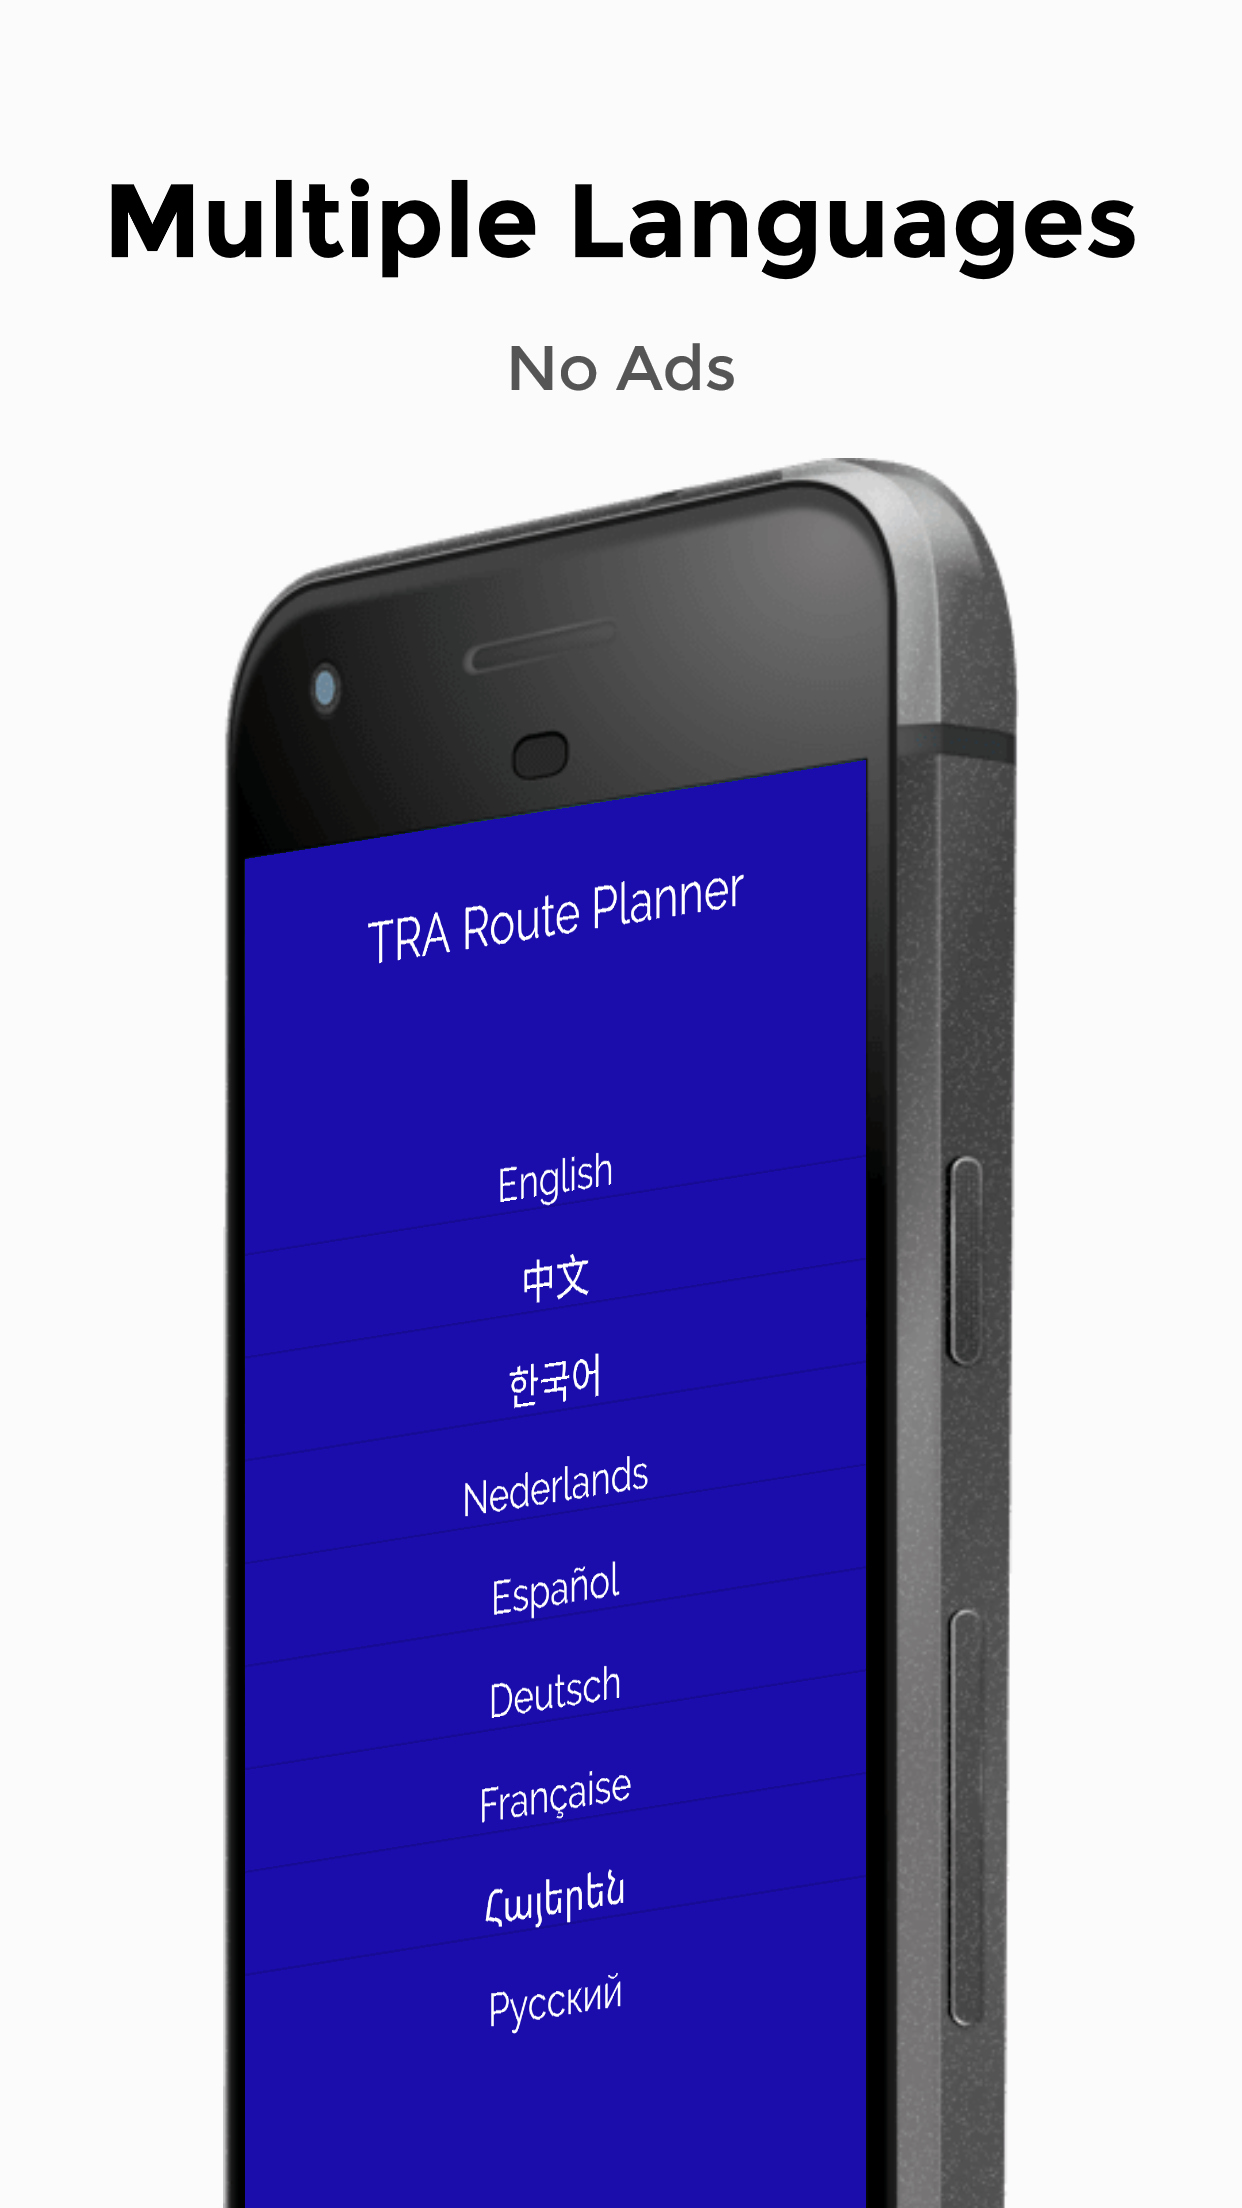 Multiple Languages
No Ads
TRA Route Planner
English
中文
한국어
Nederlands
Español
Deutsch
Française
Հայերեն
Русский